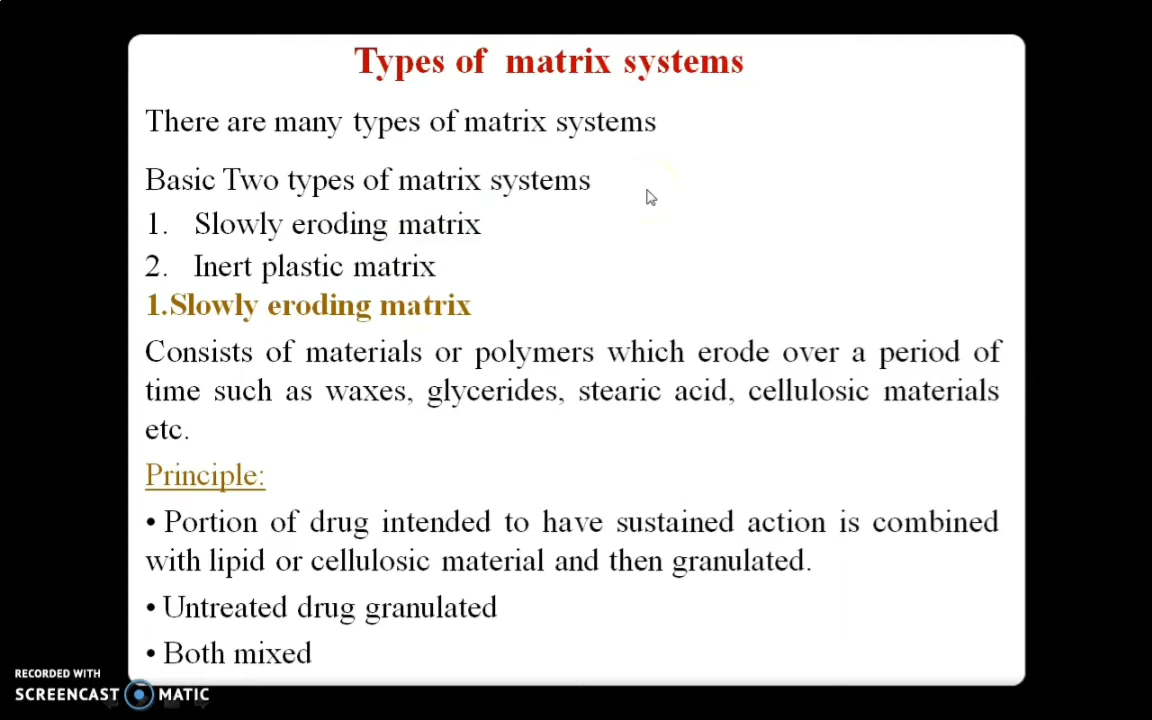 Types of matrix systems
There are many types of matrix systems
Basic Two types of matrix systems
1. Slowly eroding matrix
2. Inert plastic matrix
1.Slowly eroding matrix
Consists of materials or polymers which erode over a period of
time such as waxes, glycerides, stearic acid, cellulosic materials
etc.
Principle:
• Portion of drug intended to have sustained action is combined
with lipid or cellulosic material and then granulated.
• Untreated drug granulated
• Both mixed
RECORDED WITH
SCREENCAST MATIC